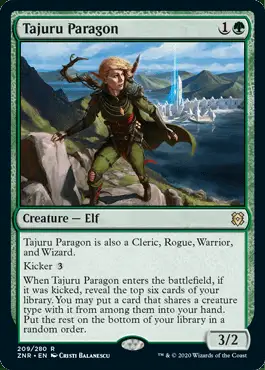 Tajuru Paragon 1
Creature — Elf
Tajuru Paragon is also a Cleric, Rogue, Warrior,
and Wizard.
Kicker 3
When Tajuru Paragon enters the battlefield, if
it was kicked, reveal the top six cards of your
library. You may put a card that shares a creature
type with it from among them into your hand.
Put the rest on the bottom of your library in a
random order.
3/2
209/280 R
ZNR • EN CRISTI BALANESCU
™ & © 2020 Wizards of the Coast